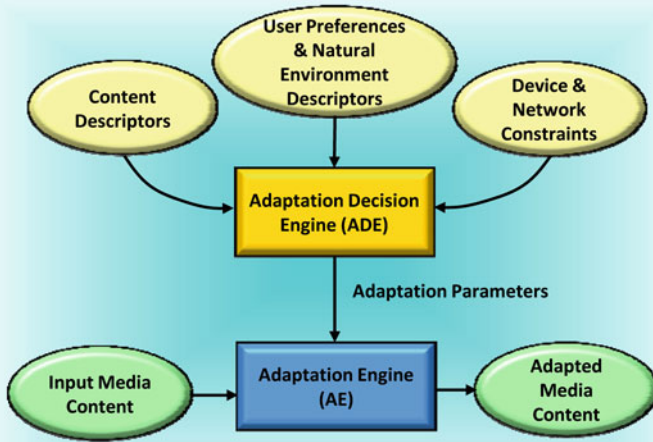 User Preferences
& Natural
Environment
Descriptors
Content
Descriptors
Device &
Network
Constraints
Adaptation Decision
Engine (ADE)
Adaptation Parameters
Input Media
Content
Adaptation Engine
(AE)
Adapted
Media
Content